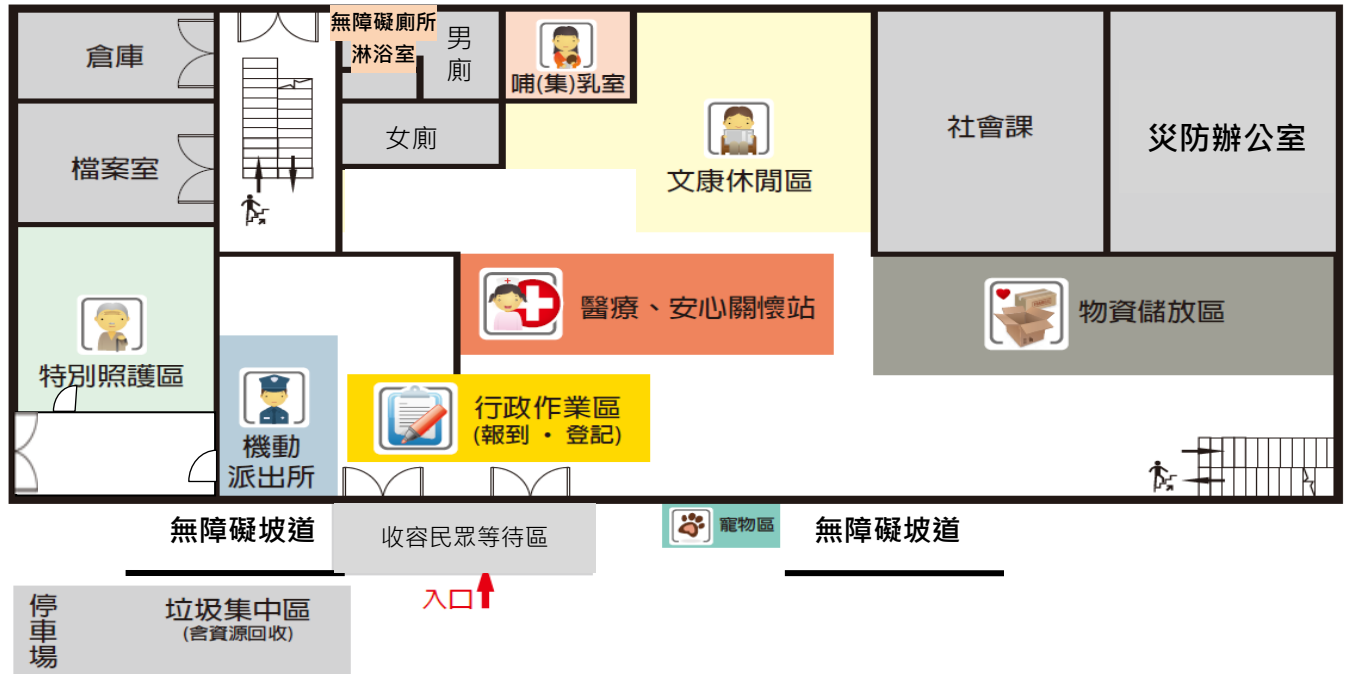 倉庫
無障礙廁所
淋浴室
男
廁
哺(集)乳室
女廁
檔案室
文康休閒區
社會課
災防辦公室
特別照護區
醫療、安心關懷站
物資儲放區
機動
派出所
行政作業區
(報到 · 登記)
無障礙坡道
收容民眾等待區
寵物區
無障礙坡道
入口
停
車
場
垃圾集中區
(含資源回收)